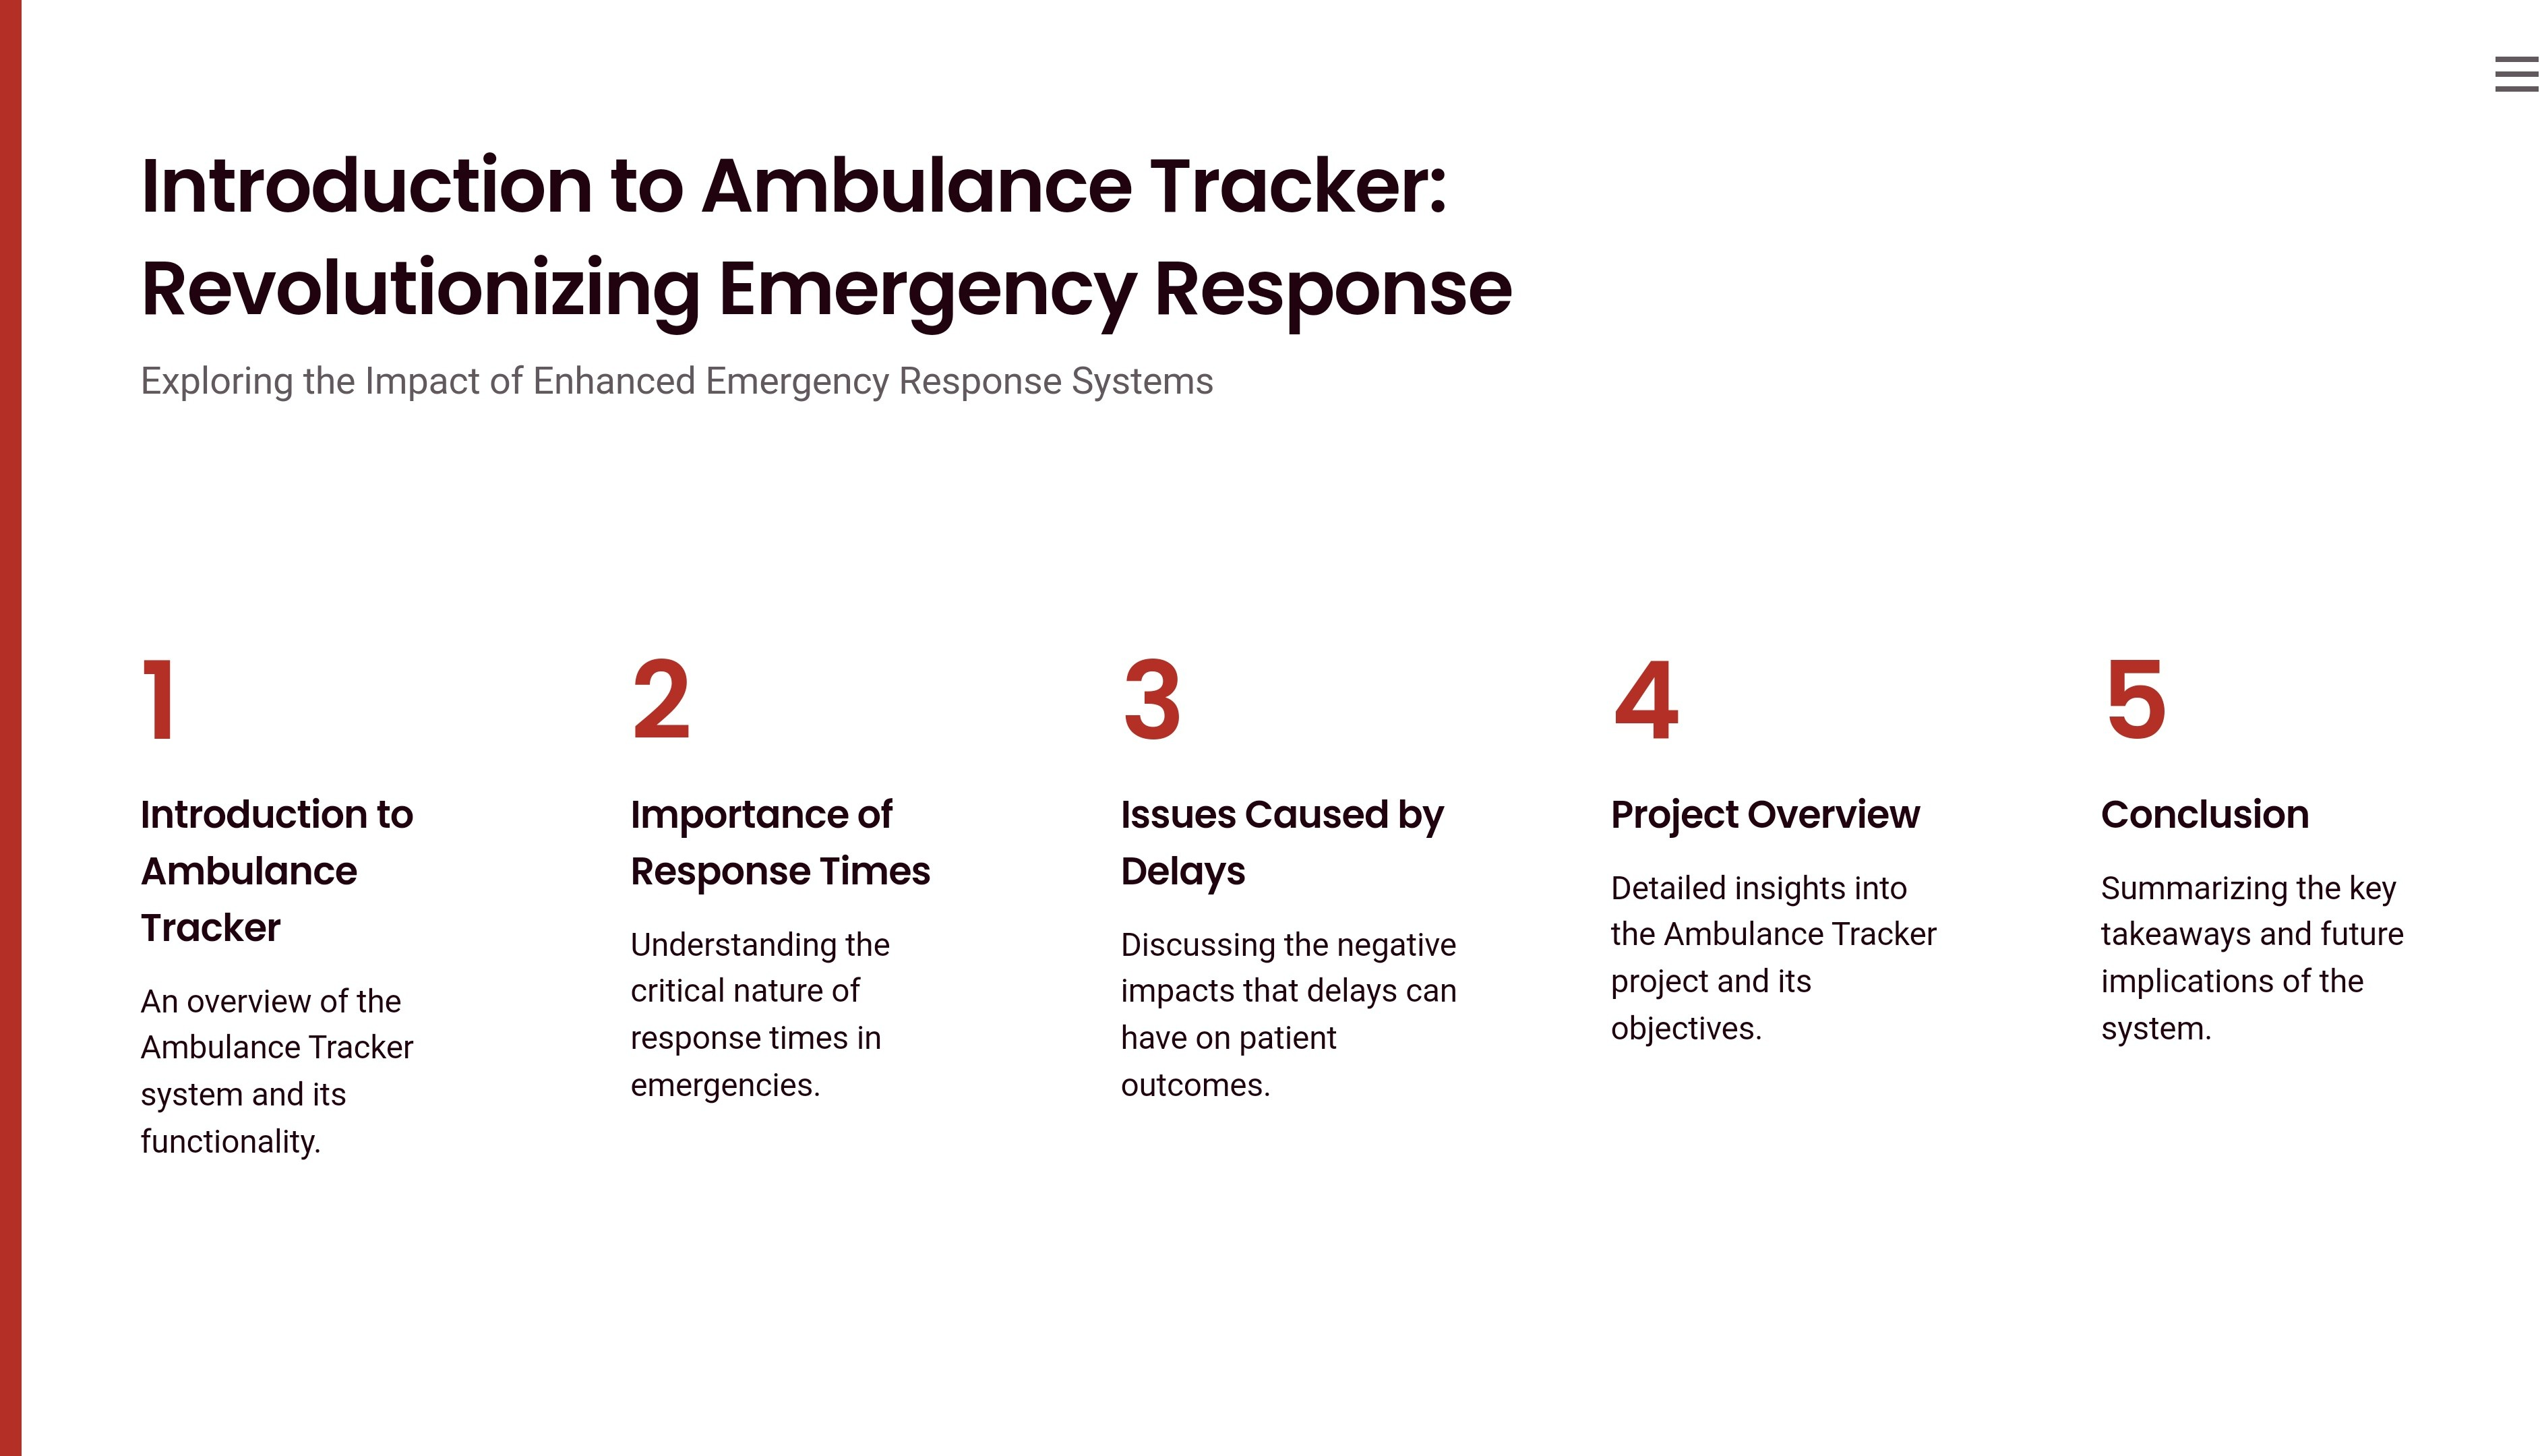 Introduction to Ambulance Tracker:
Revolutionizing Emergency Response
Exploring the Impact of Enhanced Emergency Response Systems
1
Introduction to
Ambulance
Tracker
An overview of the
Ambulance Tracker
system and its
functionality.
2
Importance of
Response Times
Understanding the
critical nature of
response times in
emergencies.
3
Issues Caused by
Delays
Discussing the negative
impacts that delays can
have on patient
outcomes.
4
Project Overview
Detailed insights into
the Ambulance Tracker
project and its
objectives.
5
Conclusion
Summarizing the key
takeaways and future
implications of the
system.